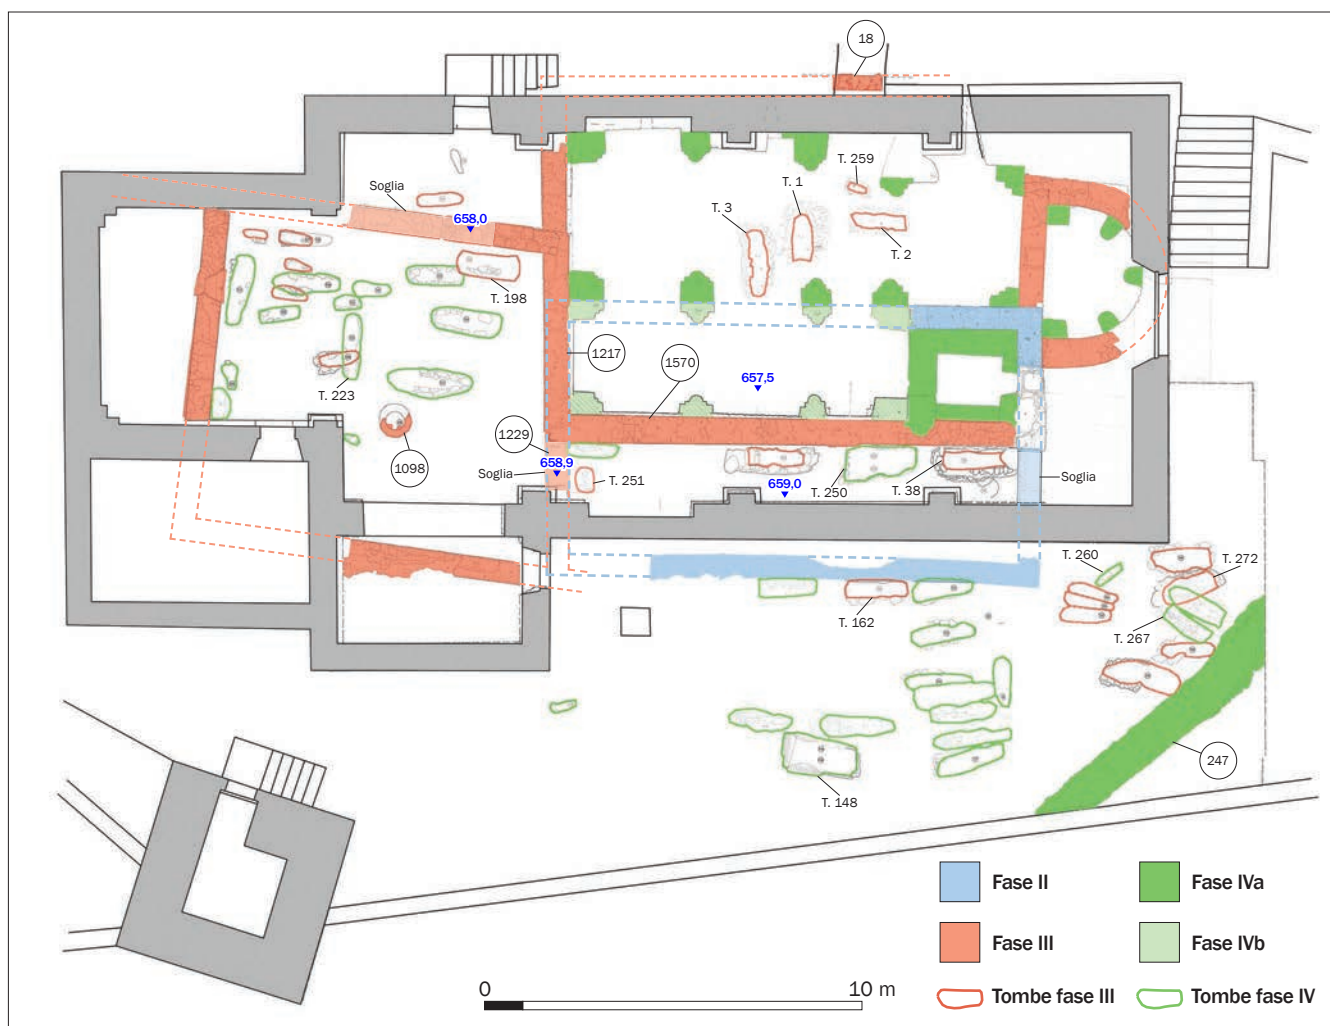 18
T. 259
T. 1
T. 3
T. 2
Soglia
658,0
T. 198
1217
1570
657,5
T. 223
1229
1098
Soglia
658,9
T. 251
659,0
T. 250
T. 38
Soglia
T. 260
T. 272
T. 162
T. 267
247
T. 148
Fase II
Fase IVa
Fase III
Fase IVb
0
10 m
Tombe fase III
Tombe fase IV